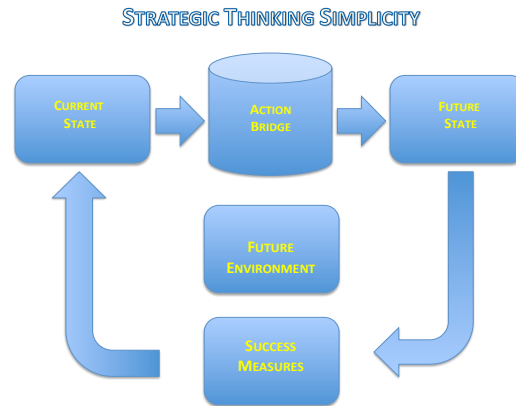 STRATEGIC THINKING SIMPLICITY
CURRENT
STATE
ACTION
BRIDGE
FUTURE
STATE
FUTURE
ENVIRONMENT
SUCCESS
MEASURES